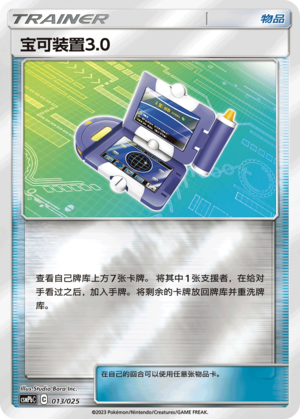 TRAINER 物品
宝可装置3.0
查看自己牌库上方7张卡牌。将其中1张支援者，在给对
手看过之后，加入手牌。将剩余的卡牌放回牌库并重洗牌
库。
Illus. Studio Bora Inc.
在自己的回合可以使用任意张物品卡。
CSMPbC C 013/025
©2023 Pokémon/Nintendo/Creatures/GAME FREAK.